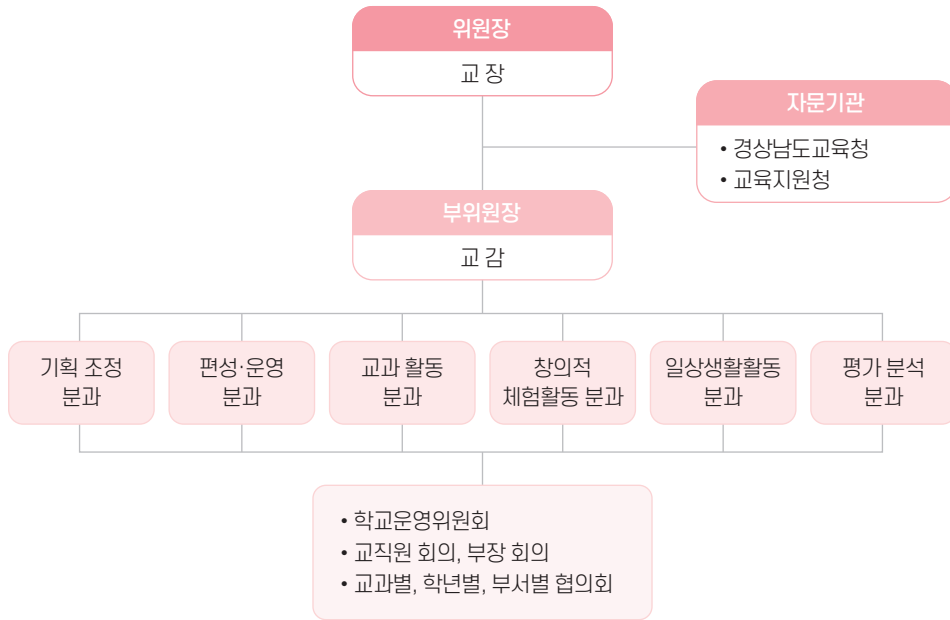 위원장
교 장
자문기관
• 경상남도교육청
• 교육지원청
부위원장
교 감
기획 조정
분과
편성·운영
분과
교과 활동
분과
창의적
체험활동 분과
일상생활활동
분과
평가 분석
분과
• 학교운영위원회
• 교직원 회의, 부장 회의
• 교과별, 학년별, 부서별 협의회